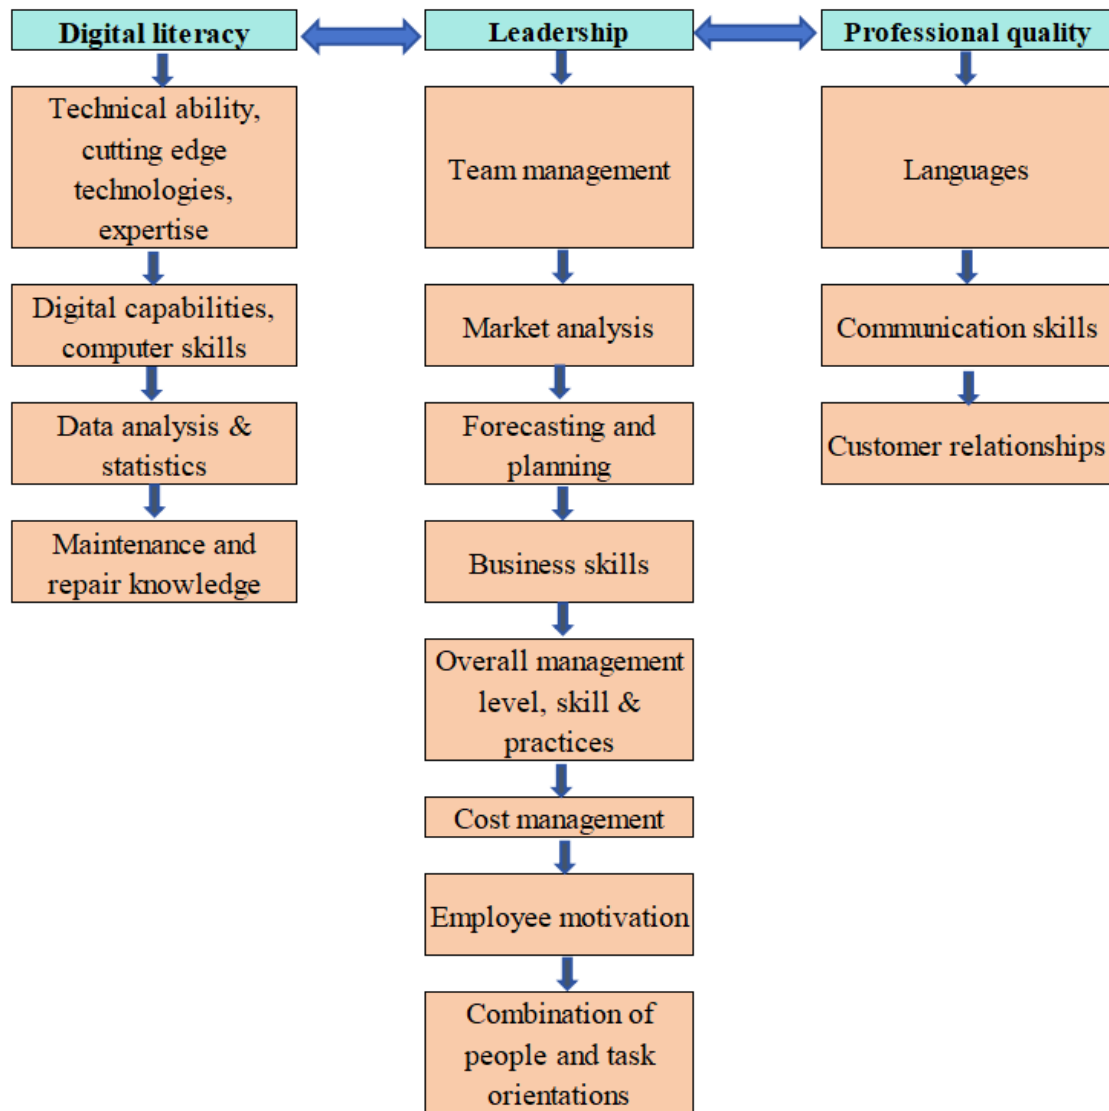 Digital literacy
Leadership
Professional quality
Technical ability,
cutting edge
technologies,
expertise
Team management
Languages
Digital capabilities,
computer skills
Market analysis
Communication skills
Data analysis &
statistics
Forecasting and
planning
Customer relationships
Maintenance and
repair knowledge
Business skills
Overall management
level, skill &
practices
Cost management
Employee motivation
Combination of
people and task
orientations